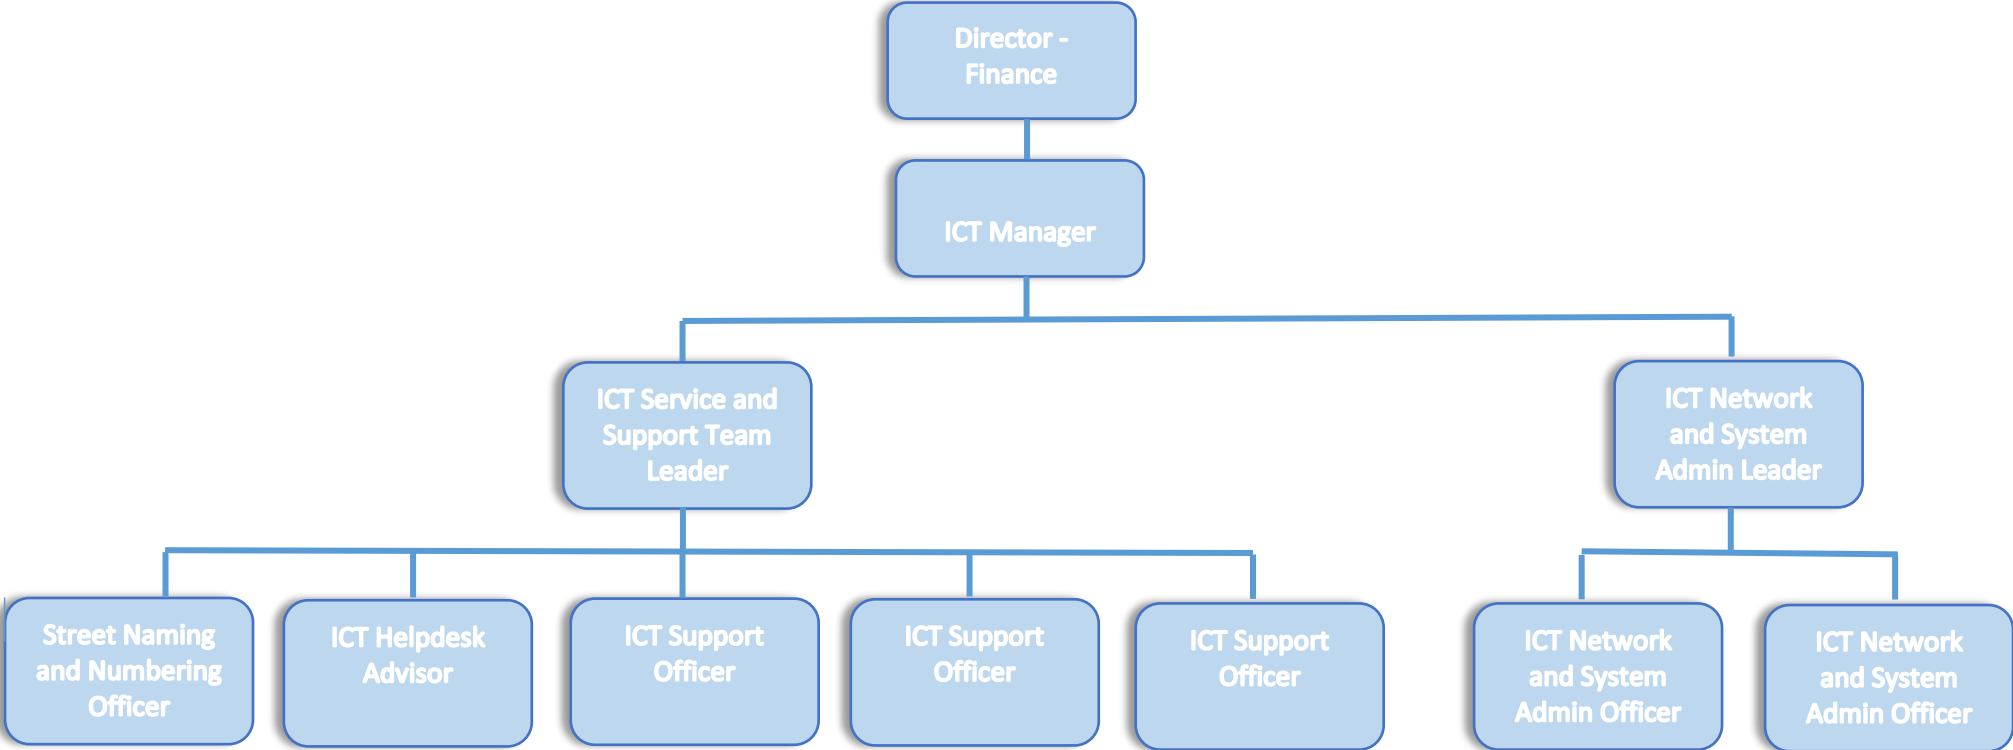 Director -
Finance
ICT Manager
ICT Service and
Support Team
Leader
ICT Network
and System
Admin Leader
Street Naming
and Numbering
Officer
ICT Helpdesk
Advisor
ICT Support
Officer
ICT Support
Officer
ICT Support
Officer
ICT Network
and System
Admin Officer
ICT Network
and System
Admin Officer